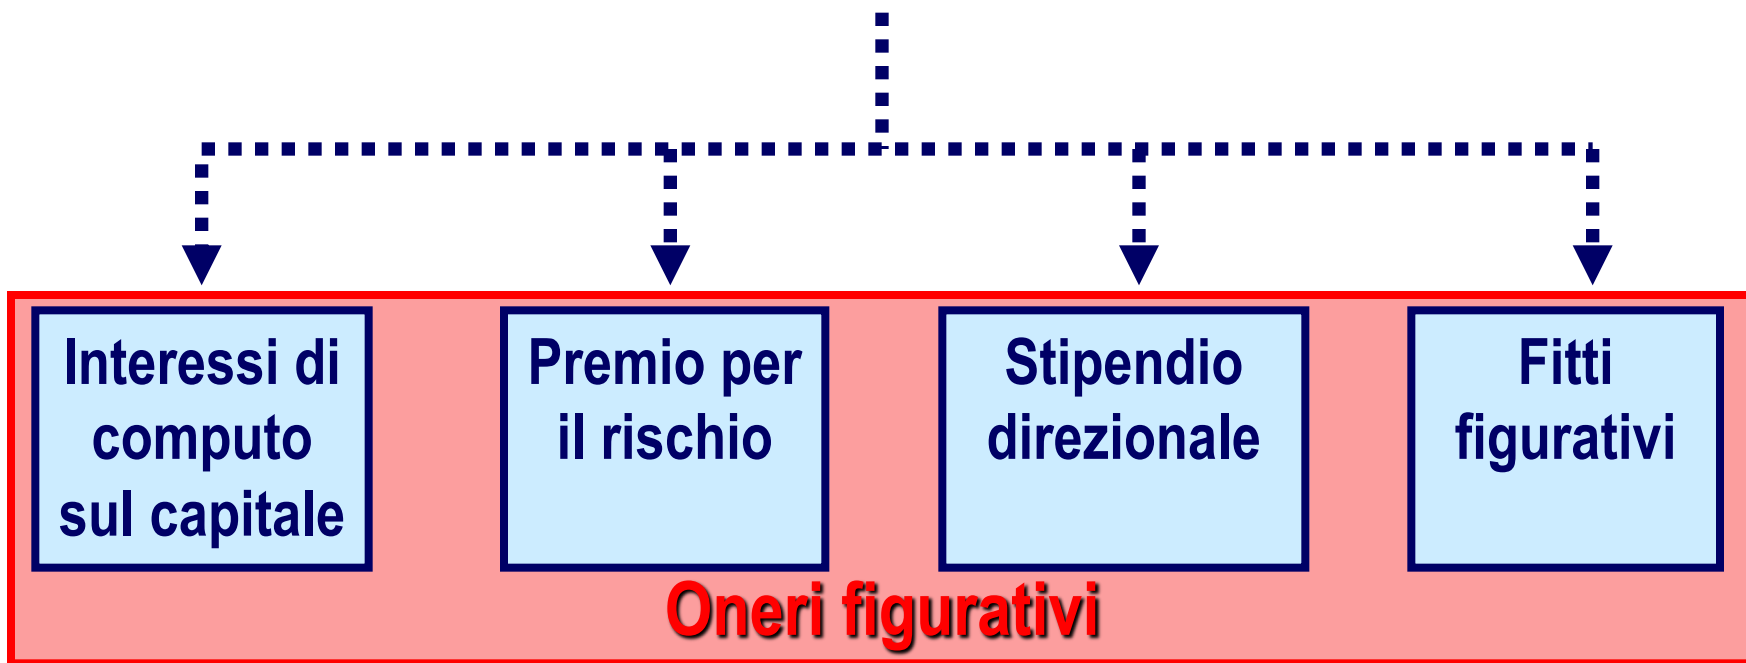 Interessi di
computo
sul capitale
Premio per
il rischio
Stipendio
direzionale
Fitti
figurativi
Oneri figurativi